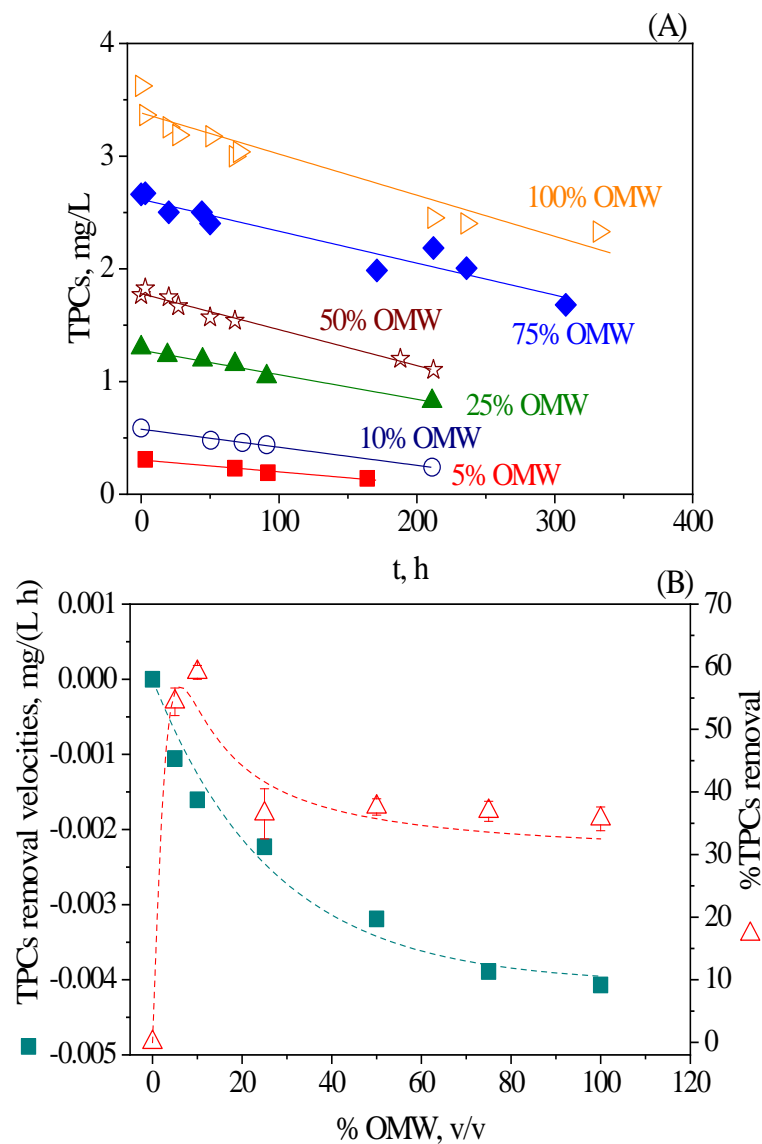 (A)
4
3
2
1
0
TPCs, mg/L
100% OMW
75% OMW
50% OMW
25% OMW
10% OMW
5% OMW
0 100 200 300 400
t, h
(B)
0.001
0.000
-0.001
-0.002
-0.003
-0.004
-0.005
TPCs removal velocities, mg/(L h)
70
60
50
40
30
20
10
0
%TPCs removal
0 20 40 60 80 100 120
% OMW, v/v